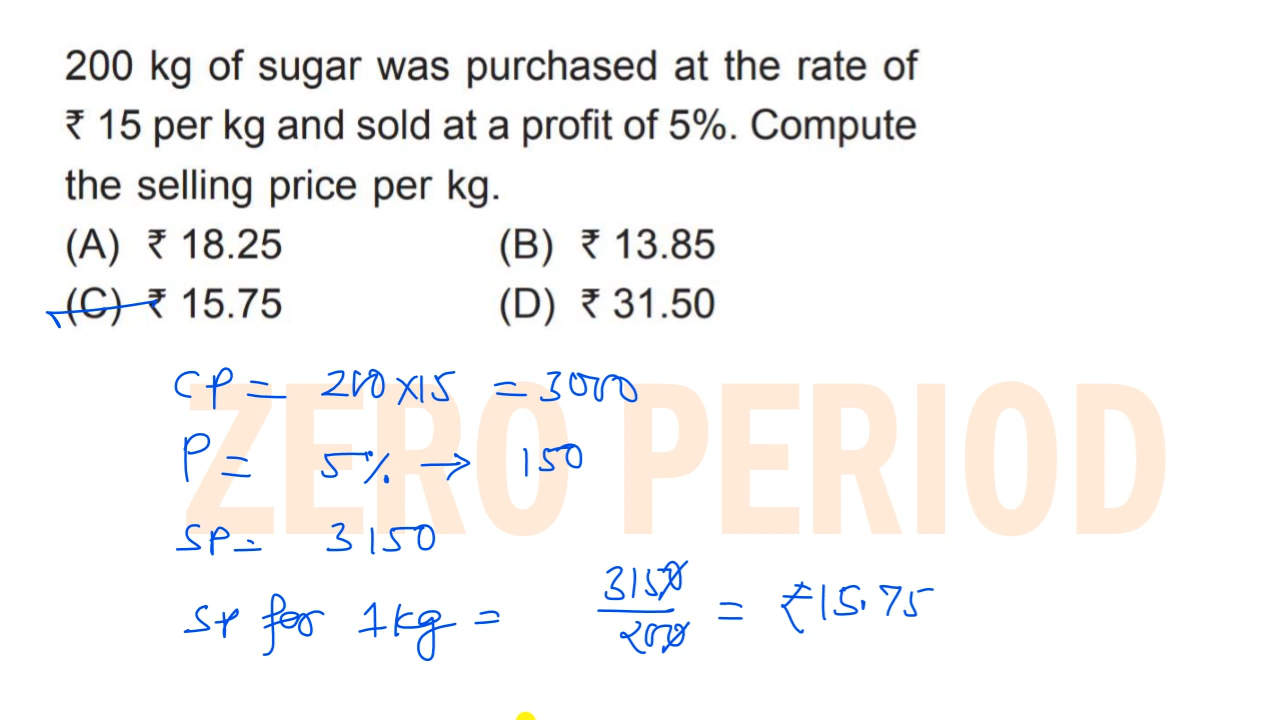 200 kg of sugar was purchased at the rate of
₹ 15 per kg and sold at a profit of 5%. Compute
the selling price per kg.
(A) ₹ 18.25 (B) ₹ 13.85
(C) ₹ 15.75 (D) ₹ 31.50
ZERO PERIOD
CP = 200 × 15 = 3000
P = 5% → 150
SP = 3150
SP for 1 kg = 3150/200 = ₹15.75